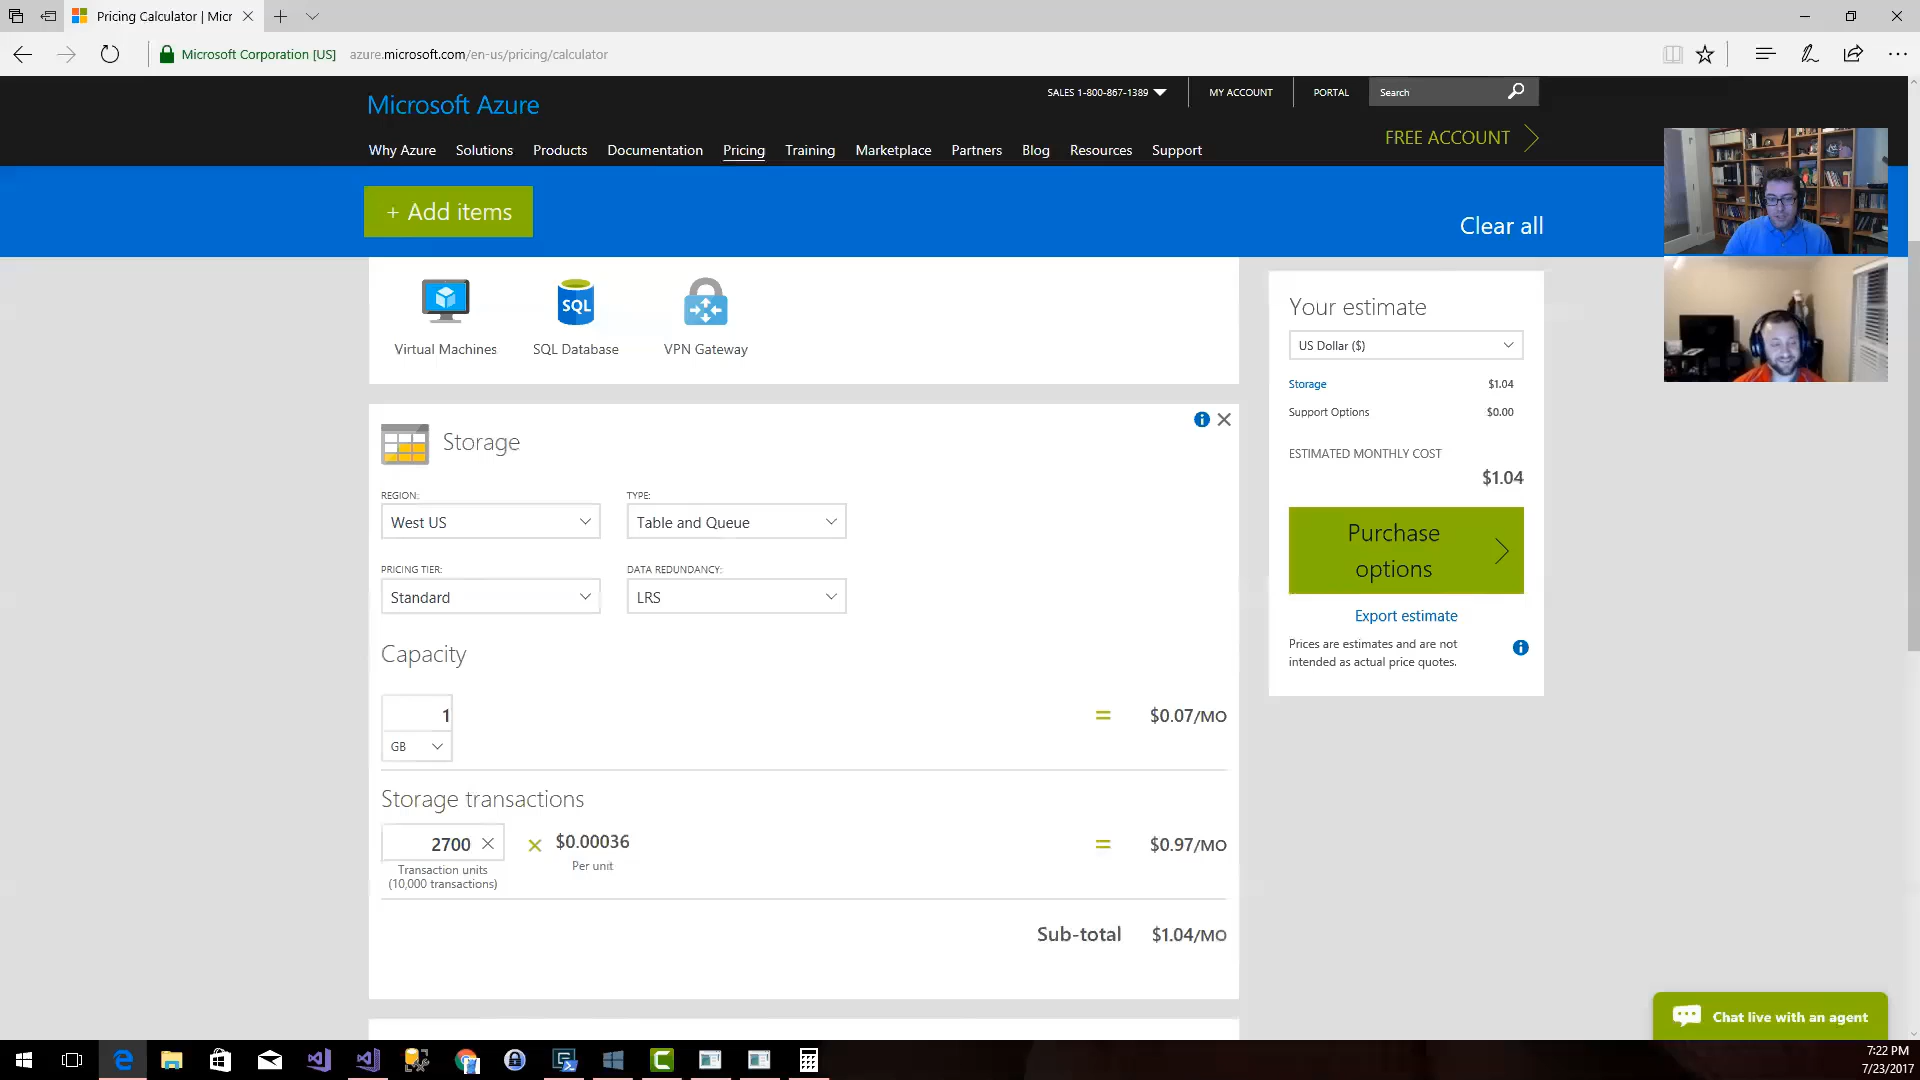 Pricing Calculator | Micr
Microsoft Corporation [US] azure.microsoft.com/en-us/pricing/calculator
Microsoft Azure
SALES 1-800-867-1389
MY ACCOUNT
PORTAL
Search
Why Azure Solutions Products Documentation Pricing Training Marketplace Partners Blog Resources Support
FREE ACCOUNT
+ Add items
Clear all
SQL
Virtual Machines
SQL Database
VPN Gateway
Storage
REGION:
West US
TYPE:
Table and Queue
PRICING TIER:
Standard
DATA REDUNDANCY:
LRS
Capacity
1
GB
= $0.07/MO
Storage transactions
2700 × $0.00036 = $0.97/MO
Transaction units
(10,000 transactions)
Per unit
Sub-total $1.04/MO
Your estimate
US Dollar ($)
Storage $1.04
Support Options $0.00
ESTIMATED MONTHLY COST
$1.04
Purchase
options
Export estimate
Prices are estimates and are not
intended as actual price quotes.
Chat live with an agent
7:22 PM
7/23/2017